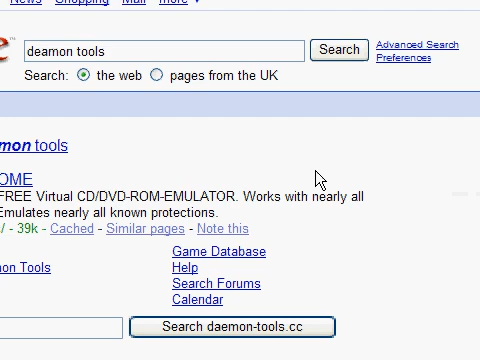 News Shopping Mail more ▼
e™
deamon tools Search Advanced Search
Preferences
Search: the web pages from the UK
mon tools
OME
FREE Virtual CD/DVD-ROM-EMULATOR. Works with nearly all
Emulates nearly all known protections.
/ - 39k - Cached - Similar pages - Note this
Game Database
on Tools Help
Search Forums
Calendar
Search daemon-tools.cc